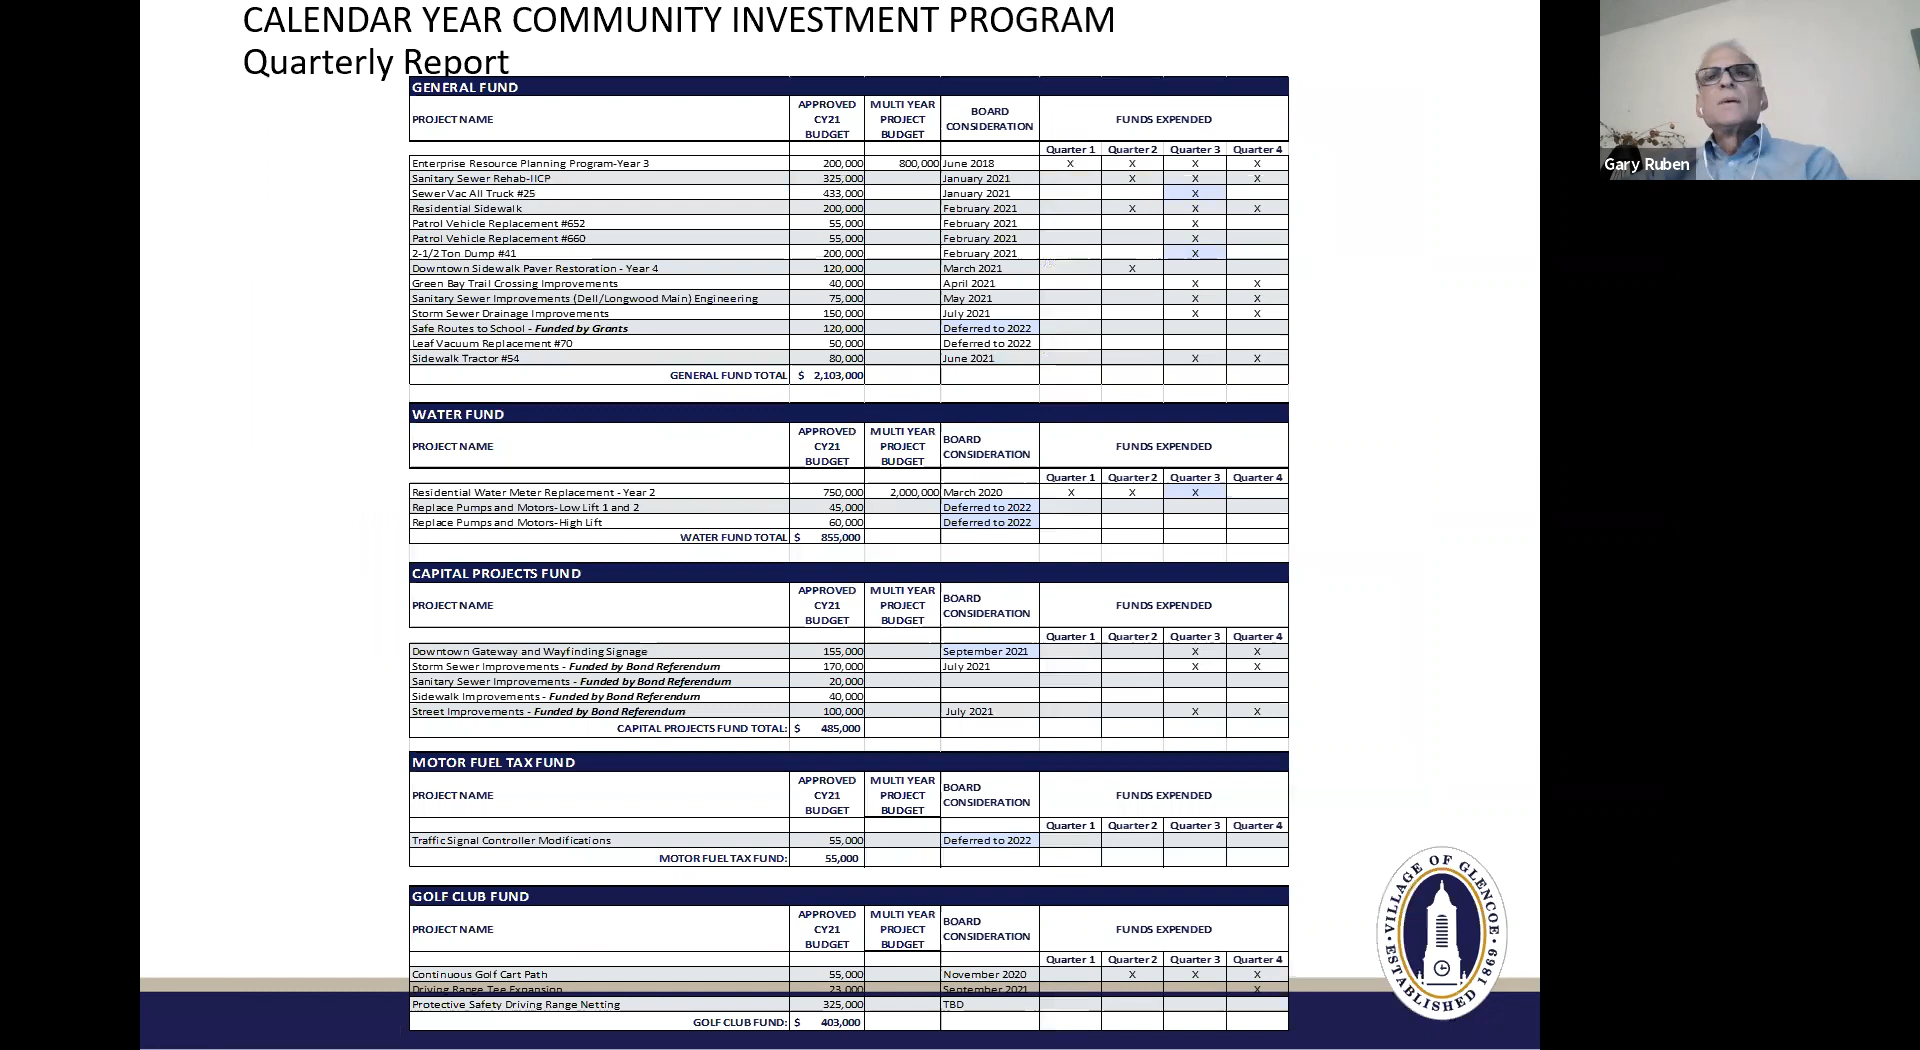 CALENDAR YEAR COMMUNITY INVESTMENT PROGRAM
Quarterly Report
GENERAL FUND
PROJECT NAME APPROVED CY21 BUDGET MULTI YEAR PROJECT BUDGET BOARD CONSIDERATION FUNDS EXPENDED
Quarter 1 Quarter 2 Quarter 3 Quarter 4
Enterprise Resource Planning Program-Year 3 200,000 800,000 June 2018 X X X X
Sanitary Sewer Rehab-IICP 325,000 January 2021 X X X
Sewer Vac All Truck #25 433,000 January 2021 X
Residential Sidewalk 200,000 February 2021 X X X
Patrol Vehicle Replacement #652 55,000 February 2021 X
Patrol Vehicle Replacement #660 55,000 February 2021 X
2-1/2 Ton Dump #41 200,000 February 2021 X
Downtown Sidewalk Paver Restoration - Year 4 120,000 March 2021 X
Green Bay Trail Crossing Improvements 40,000 April 2021 X X
Sanitary Sewer Improvements (Dell/Longwood Main) Engineering 75,000 May 2021 X X
Storm Sewer Drainage Improvements 150,000 July 2021 X X
Safe Routes to School - Funded by Grants 120,000 Deferred to 2022
Leaf Vacuum Replacement #70 50,000 Deferred to 2022
Sidewalk Tractor #54 80,000 June 2021 X X
GENERAL FUND TOTAL $ 2,103,000
WATER FUND
PROJECT NAME APPROVED CY21 BUDGET MULTI YEAR PROJECT BUDGET BOARD CONSIDERATION FUNDS EXPENDED
Quarter 1 Quarter 2 Quarter 3 Quarter 4
Residential Water Meter Replacement - Year 2 750,000 2,000,000 March 2020 X X X
Replace Pumps and Motors-Low Lift 1 and 2 45,000 Deferred to 2022
Replace Pumps and Motors-High Lift 60,000 Deferred to 2022
WATER FUND TOTAL $ 855,000
CAPITAL PROJECTS FUND
PROJECT NAME APPROVED CY21 BUDGET MULTI YEAR PROJECT BUDGET BOARD CONSIDERATION FUNDS EXPENDED
Quarter 1 Quarter 2 Quarter 3 Quarter 4
Downtown Gateway and Wayfinding Signage 155,000 September 2021 X X
Storm Sewer Improvements - Funded by Bond Referendum 170,000 July 2021 X X
Sanitary Sewer Improvements - Funded by Bond Referendum 20,000
Sidewalk Improvements - Funded by Bond Referendum 40,000
Street Improvements - Funded by Bond Referendum 100,000 July 2021 X X
CAPITAL PROJECTS FUND TOTAL: $ 485,000
MOTOR FUEL TAX FUND
PROJECT NAME APPROVED CY21 BUDGET MULTI YEAR PROJECT BUDGET BOARD CONSIDERATION FUNDS EXPENDED
Quarter 1 Quarter 2 Quarter 3 Quarter 4
Traffic Signal Controller Modifications 55,000 Deferred to 2022
MOTOR FUEL TAX FUND: 55,000
GOLF CLUB FUND
PROJECT NAME APPROVED CY21 BUDGET MULTI YEAR PROJECT BUDGET BOARD CONSIDERATION FUNDS EXPENDED
Quarter 1 Quarter 2 Quarter 3 Quarter 4
Continuous Golf Cart Path 55,000 November 2020 X X X
Driving Range Tee Expansion 23,000 September 2021 X
Protective Safety Driving Range Netting 325,000 TBD
GOLF CLUB FUND: $ 403,000
VILLAGE OF GLENCOE
ESTABLISHED 1869
Gary Ruben